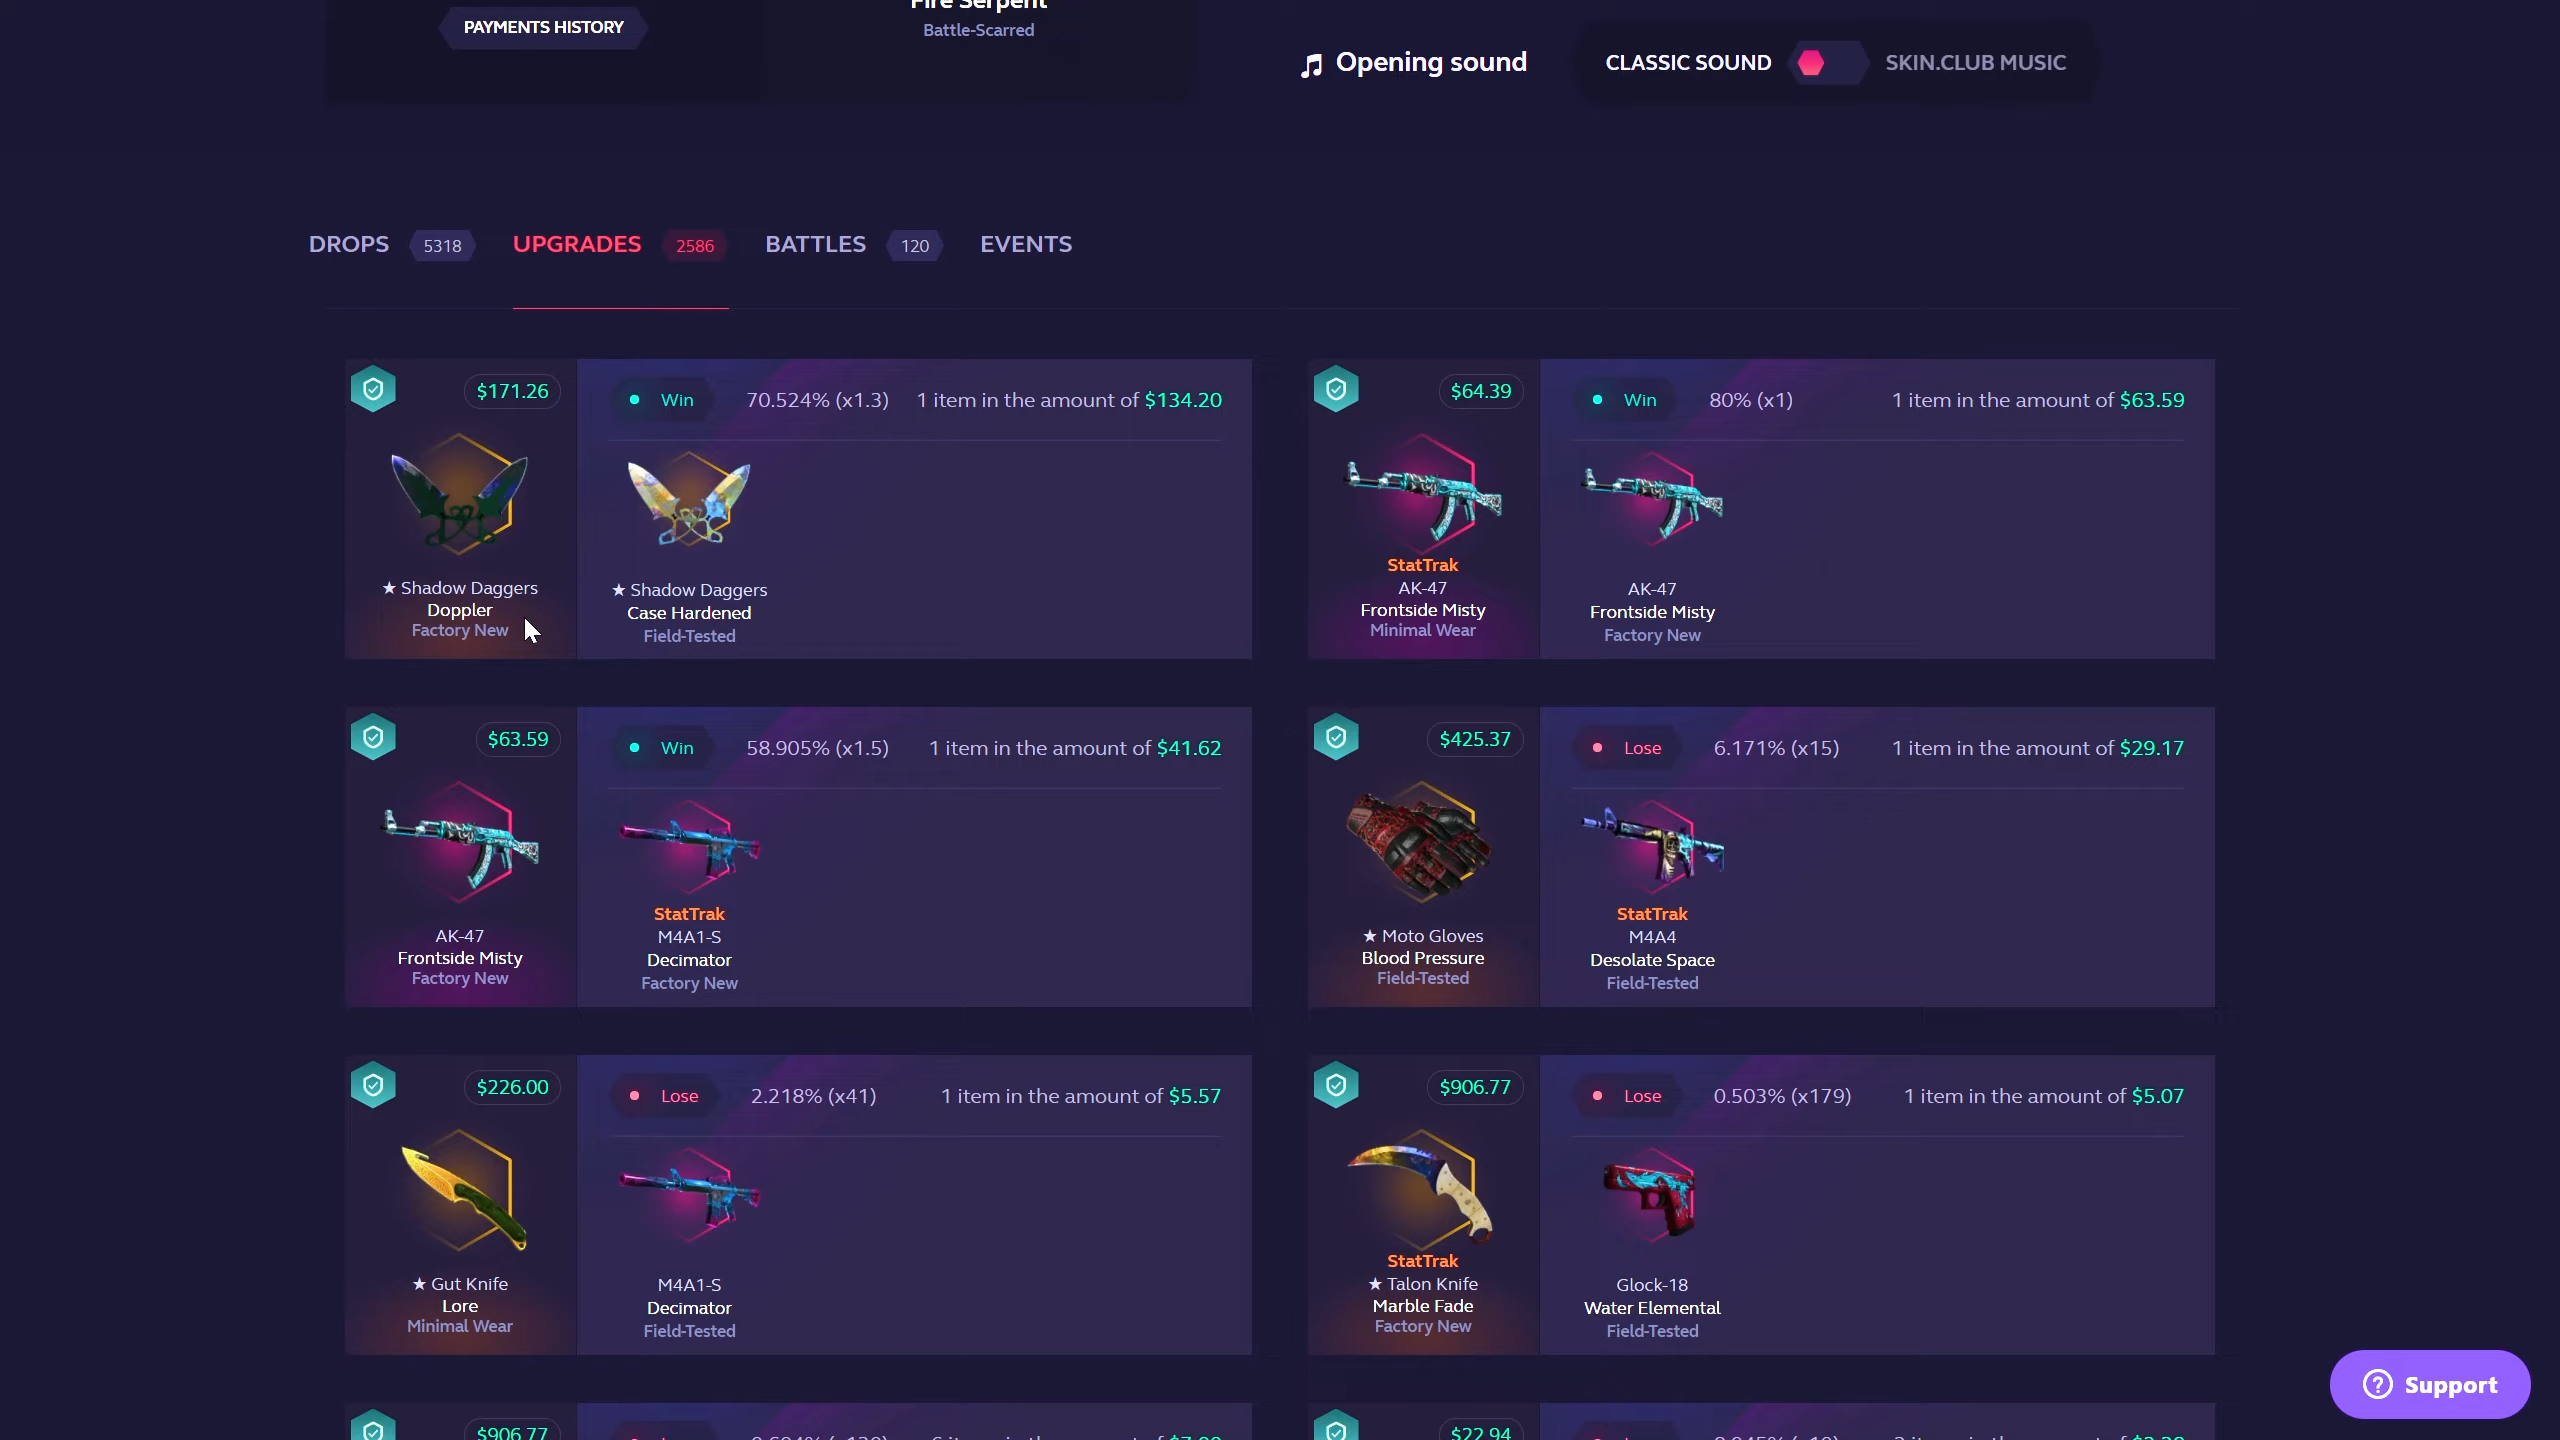 PAYMENTS HISTORY
Battle-Scarred
Opening sound
CLASSIC SOUND
SKIN.CLUB MUSIC
DROPS 5318
UPGRADES 2586
BATTLES 120
EVENTS
$171.26
★ Shadow Daggers
Doppler
Factory New
Win 70.524% (x1.3) 1 item in the amount of $134.20
★ Shadow Daggers
Case Hardened
Field-Tested
$64.39
StatTrak
AK-47
Frontside Misty
Minimal Wear
Win 80% (x1) 1 item in the amount of $63.59
AK-47
Frontside Misty
Factory New
$63.59
AK-47
Frontside Misty
Factory New
Win 58.905% (x1.5) 1 item in the amount of $41.62
StatTrak
M4A1-S
Decimator
Factory New
$425.37
★ Moto Gloves
Blood Pressure
Field-Tested
Lose 6.171% (x15) 1 item in the amount of $29.17
StatTrak
M4A4
Desolate Space
Field-Tested
$226.00
★ Gut Knife
Lore
Minimal Wear
Lose 2.218% (x41) 1 item in the amount of $5.57
M4A1-S
Decimator
Field-Tested
$906.77
StatTrak
★ Talon Knife
Marble Fade
Factory New
Lose 0.503% (x179) 1 item in the amount of $5.07
Glock-18
Water Elemental
Field-Tested
$906.77
$22.94
Support